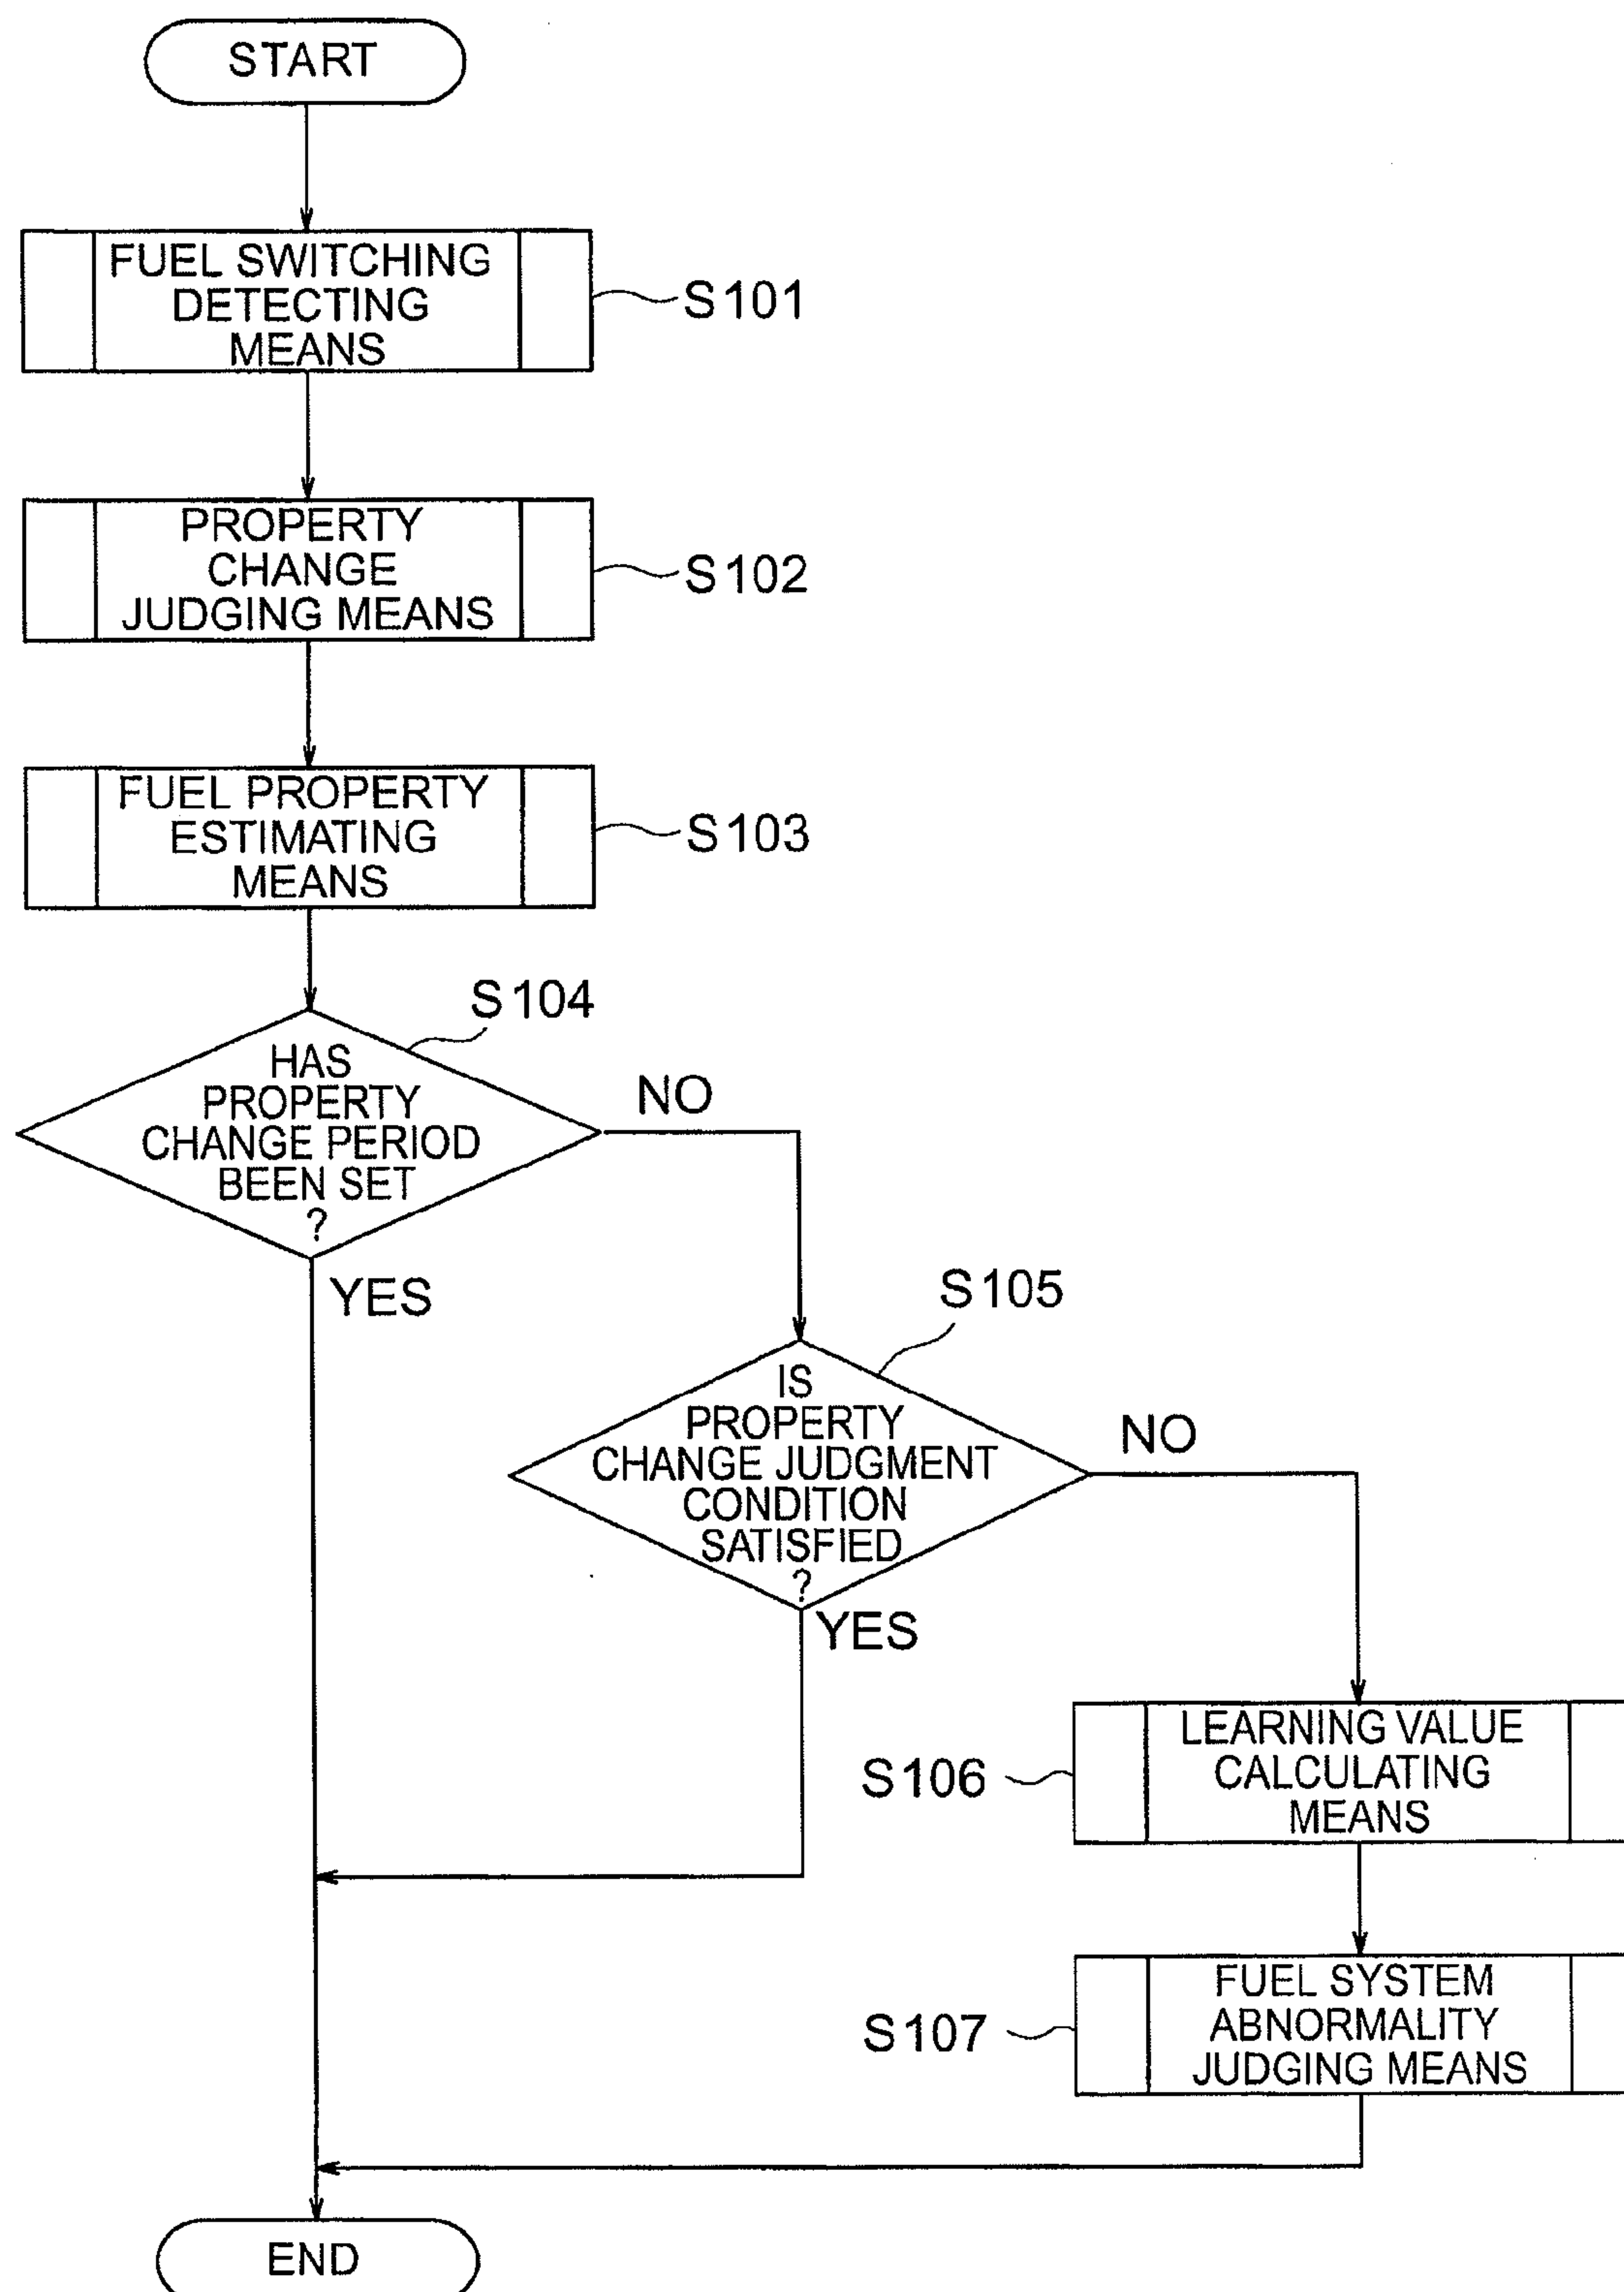 START
FUEL SWITCHING
DETECTING
MEANS
S101
PROPERTY
CHANGE
JUDGING MEANS
S102
FUEL PROPERTY
ESTIMATING
MEANS
S103
S104
HAS
PROPERTY
CHANGE PERIOD
BEEN SET
?
NO
YES
S105
IS
PROPERTY
CHANGE JUDGMENT
CONDITION
SATISFIED
?
NO
YES
LEARNING VALUE
CALCULATING
MEANS
S106
FUEL SYSTEM
ABNORMALITY
JUDGING MEANS
S107
END